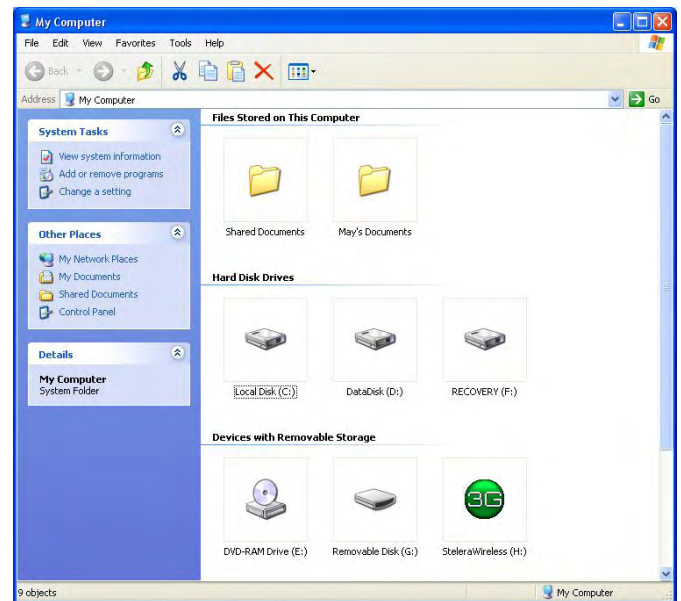 My Computer
File Edit View Favorites Tools Help
Back
Address My Computer Go
System Tasks
View system information
Add or remove programs
Change a setting
Other Places
My Network Places
My Documents
Shared Documents
Control Panel
Details
My Computer
System Folder
Files Stored on This Computer
Shared Documents May's Documents
Hard Disk Drives
Local Disk (C:) DataDisk (D:) RECOVERY (F:)
Devices with Removable Storage
3G
DVD-RAM Drive (E:) Removable Disk (G:) SteleraWireless (H:)
9 objects My Computer